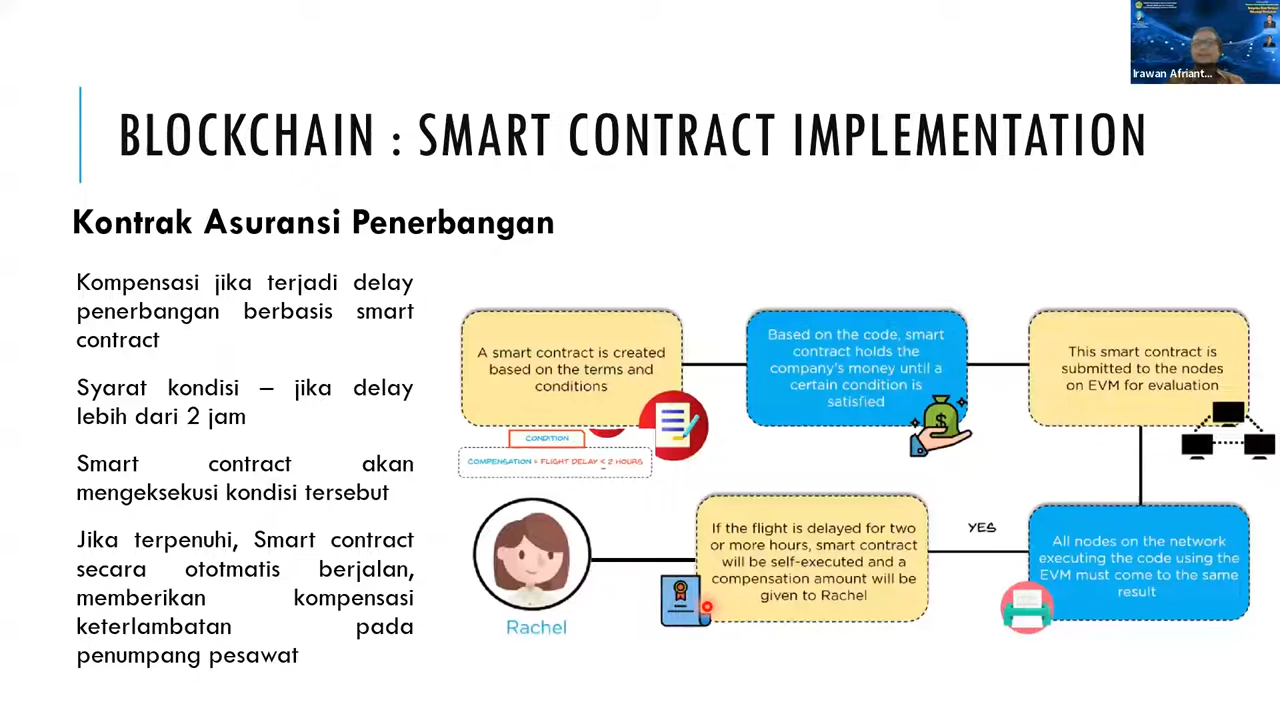 Irawan Afriant...
BLOCKCHAIN : SMART CONTRACT IMPLEMENTATION
Kontrak Asuransi Penerbangan
Kompensasi jika terjadi delay
penerbangan berbasis smart
contract
Syarat kondisi – jika delay
lebih dari 2 jam
Smart contract akan
mengeksekusi kondisi tersebut
Jika terpenuhi, Smart contract
secara ototmatis berjalan,
memberikan kompensasi
keterlambatan pada
penumpang pesawat
A smart contract is created
based on the terms and
conditions
CONDITION
COMPENSATION = FLIGHT DELAY ≤ 2 HOURS
Based on the code, smart
contract holds the
company's money until a
certain condition is
satisfied
$
This smart contract is
submitted to the nodes
on EVM for evaluation
All nodes on the network
executing the code using the
EVM must come to the same
result
YES
If the flight is delayed for two
or more hours, smart contract
will be self-executed and a
compensation amount will be
given to Rachel
Rachel